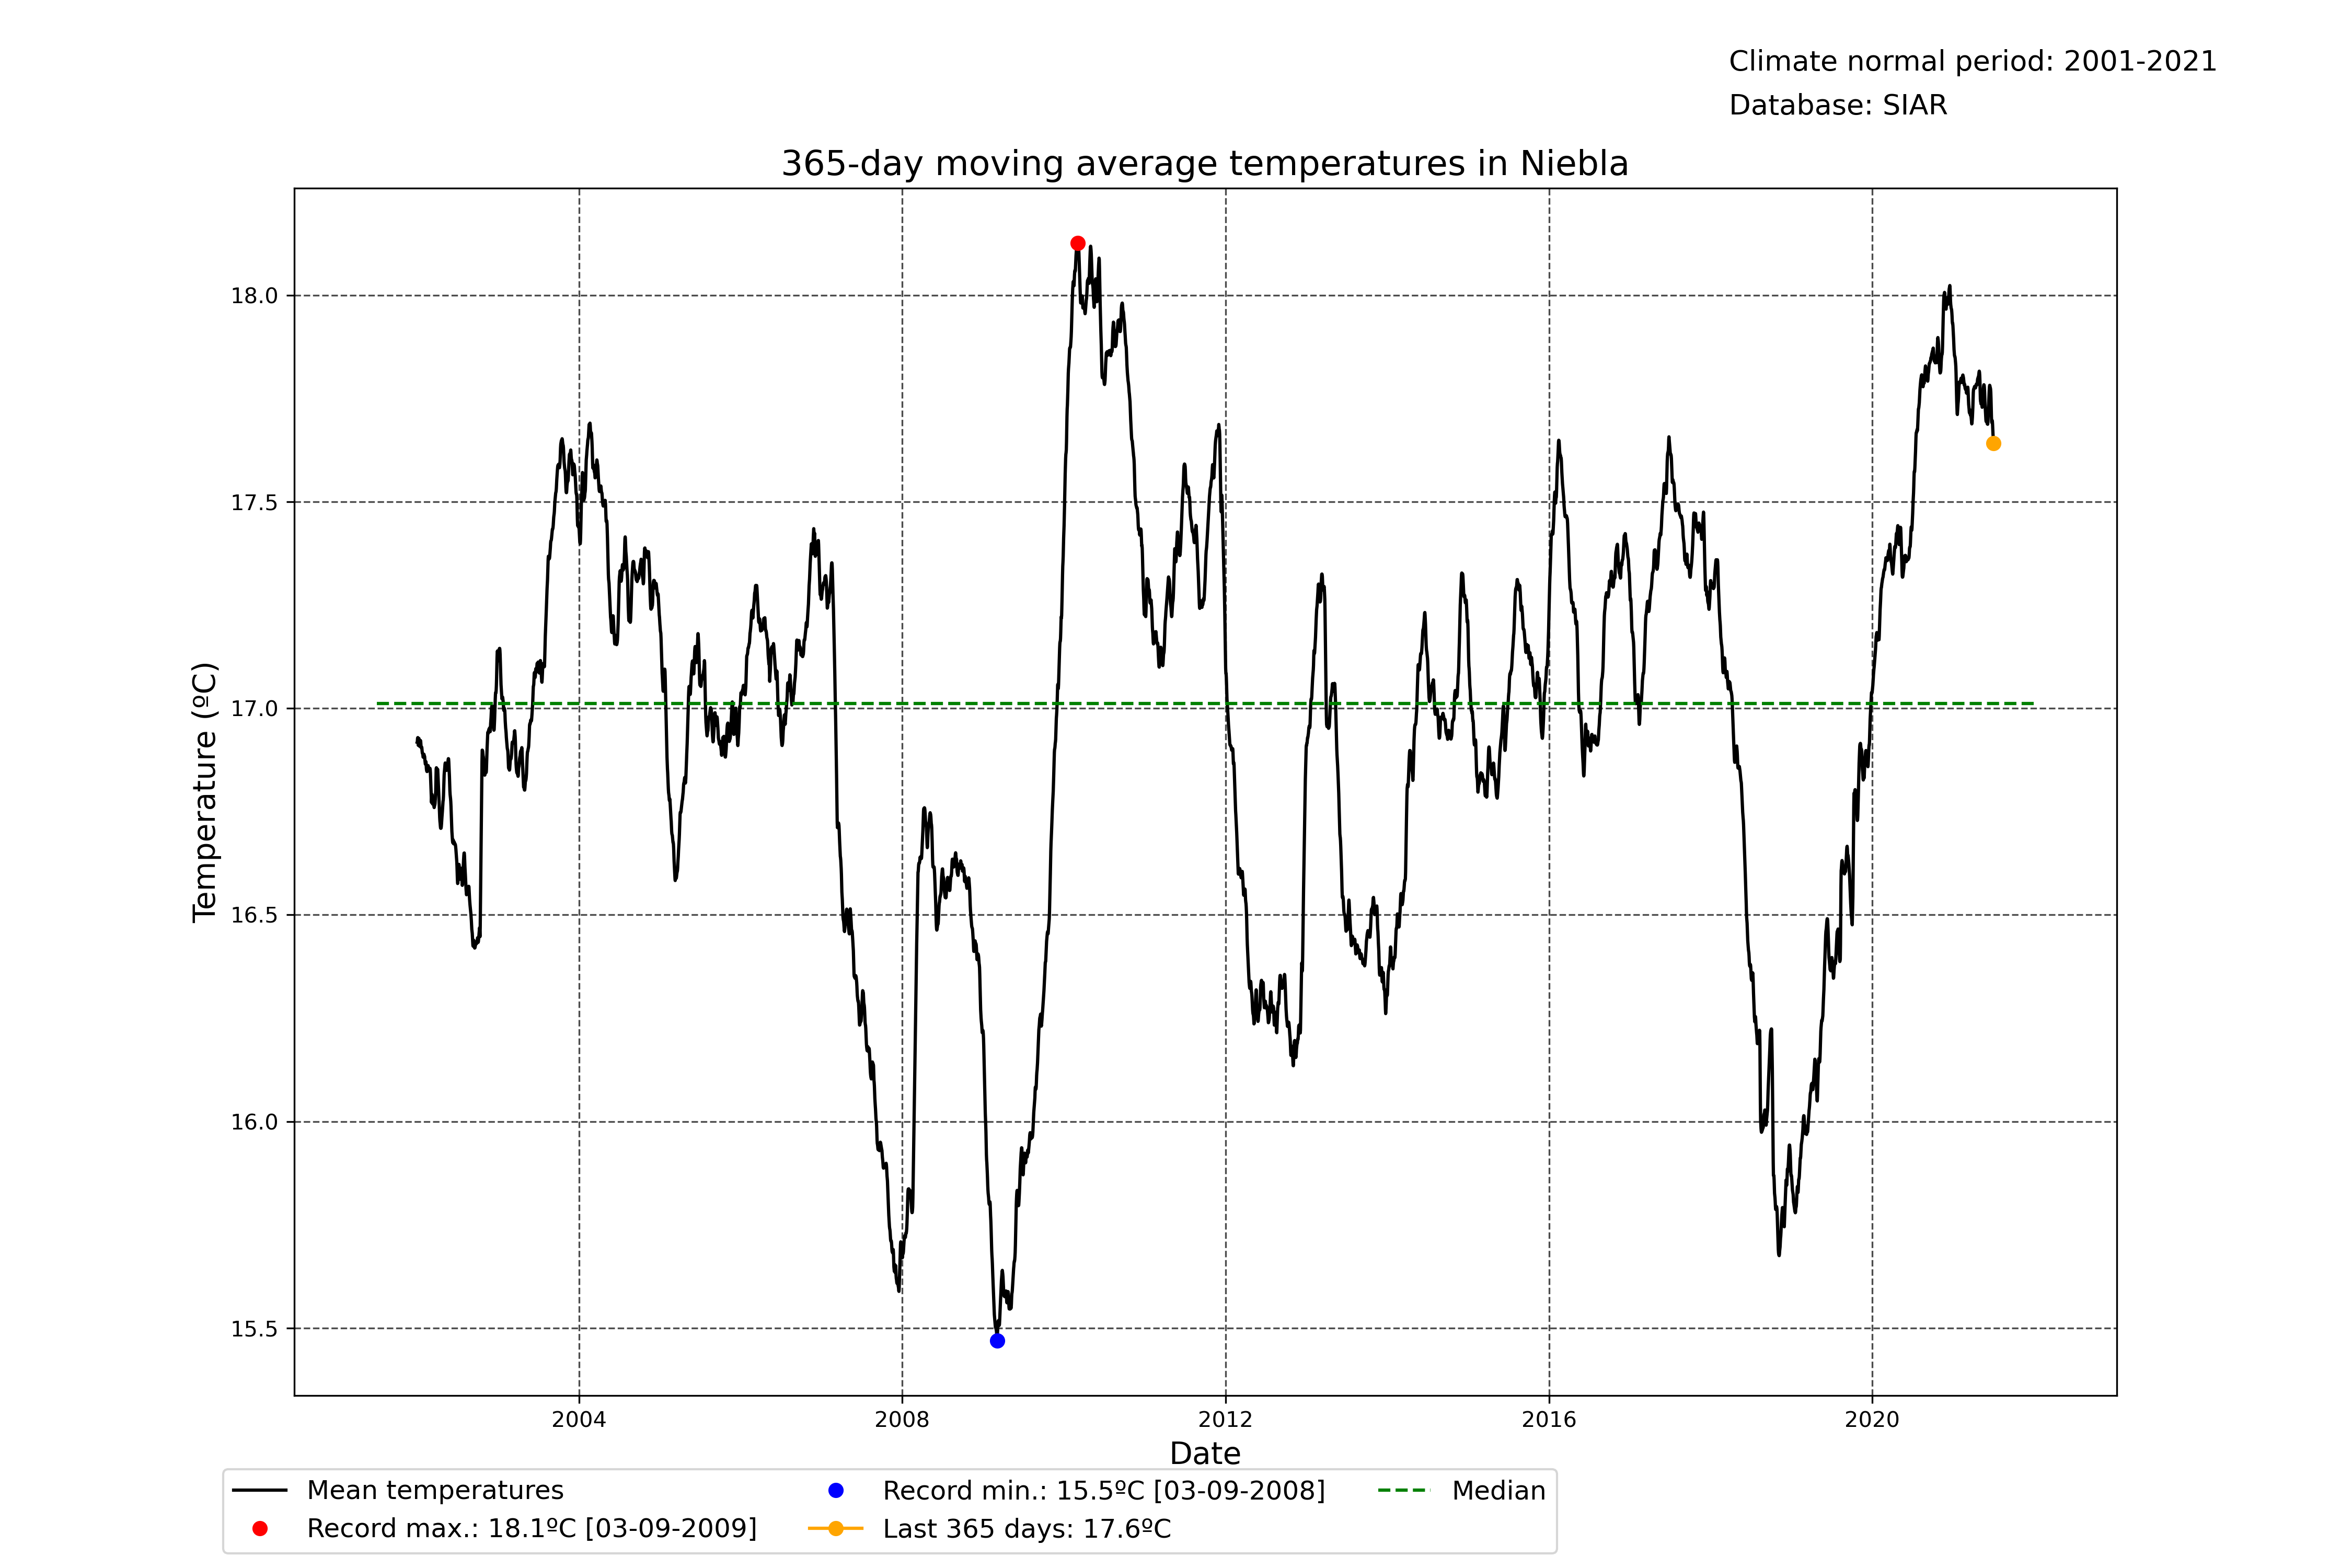 Climate normal period: 2001-2021
Database: SIAR
365-day moving average temperatures in Niebla
18.0
17.5
17.0
16.5
16.0
15.5
Temperature (ºC)
2004 2008 2012 2016 2020
Date
Mean temperatures
Record max.: 18.1ºC [03-09-2009]
Record min.: 15.5ºC [03-09-2008]
Last 365 days: 17.6ºC
Median